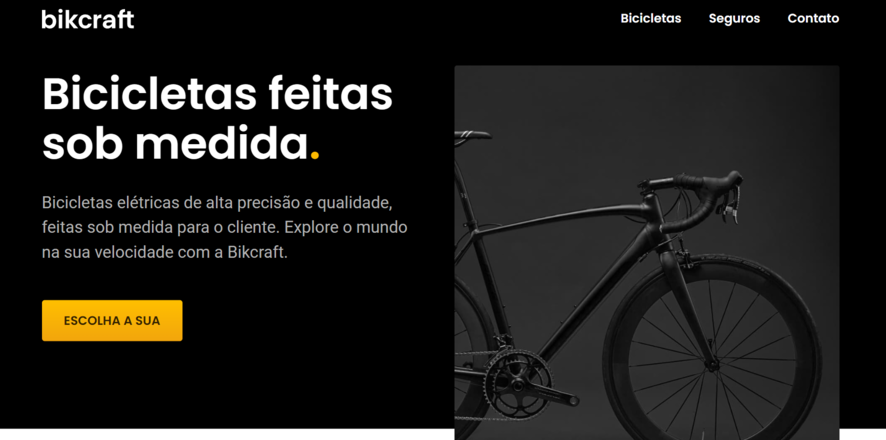 bikcraft
Bicicletas
Seguros
Contato
Bicicletas feitas
sob medida.
Bicicletas elétricas de alta precisão e qualidade,
feitas sob medida para o cliente. Explore o mundo
na sua velocidade com a Bikcraft.
ESCOLHA A SUA